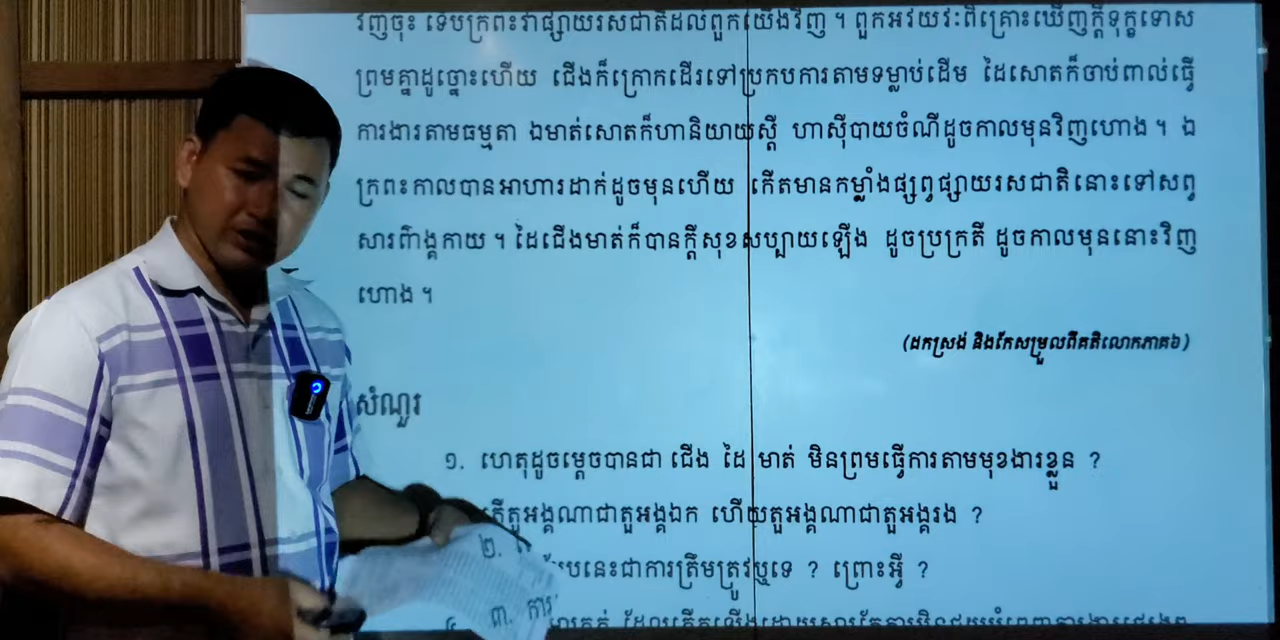 វិញចុះ ទើបក្រពះវាផ្សាយរសជាតិដល់ពួកយើងវិញ ។ ពួកអវយវៈពិគ្រោះឃើញក្ដីទុក្ខទោស
ព្រមគ្នាដូច្នោះហើយ ជើងក៏ក្រោកដើរទៅប្រកបការតាមទម្លាប់ដើម ដៃសោតក៏ចាប់ពាល់ធ្វើ
ការងារតាមធម្មតា ឯមាត់សោតក៏ហានិយាយស្ដី ហាស៊ីបាយចំណីដូចកាលមុនវិញហោង ។ ឯ
ក្រពះកាលបានអាហារដាក់ដូចមុនហើយ កើតមានកម្លាំងផ្សព្វផ្សាយរសជាតិនោះទៅសព្វ
សារពាង្គកាយ ។ ដៃជើងមាត់ក៏បានក្ដីសុខសប្បាយឡើង ដូចប្រក្រតី ដូចកាលមុននោះវិញ
ហោង ។
(ដកស្រង់ និងកែសម្រួលពីគតិលោកភាគ៦)
សំណួរ
១. ហេតុដូចម្ដេចបានជា ជើង ដៃ មាត់ មិនព្រមធ្វើការតាមមុខងារខ្លួន ?
២. តើតួអង្គណាជាតួអង្គឯក ហើយតួអង្គណាជាតួអង្គរង ?
៣. ការ បែបនេះជាការត្រឹមត្រូវឬទេ ? ព្រោះអ្វី ?
៤.